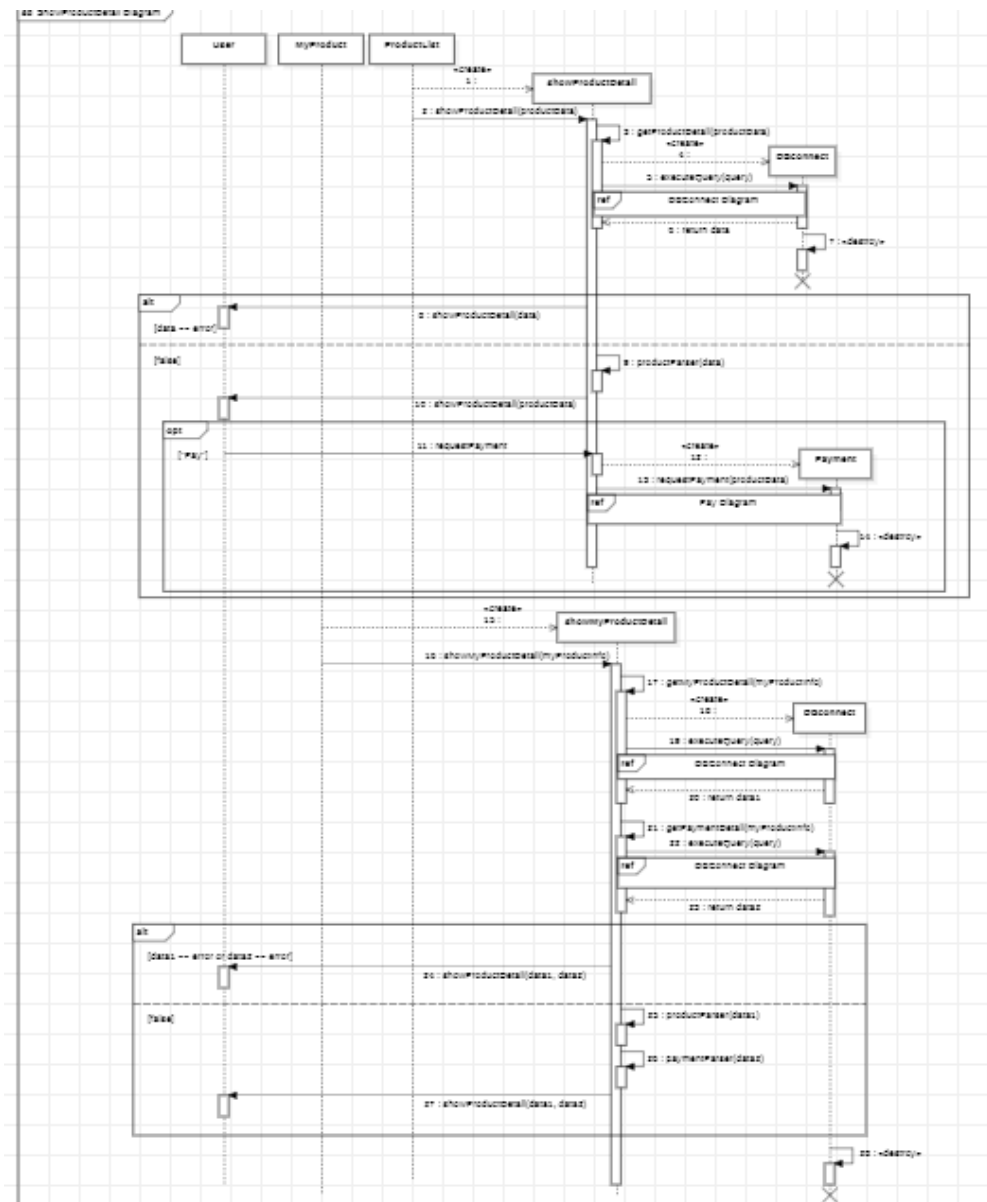 sd ShowProductDetail Diagram
User
MyProduct
ProductList
«create»
1 :
showProductDetail
2 : showProductDetail(productData)
3 : getProductDetail(productData)
«create»
4 :
DBconnect
5 : executeQuery(query)
ref
DBConnect Diagram
6 : return data
7 : «destroy»
alt
8 : showProductDetail(data)
[data == error]
[false]
9 : productParser(data)
10 : showProductDetail(productData)
opt
["Pay"]
11 : requestPayment
«create»
12 :
Payment
13 : requestPayment(productData)
ref
Pay Diagram
14 : «destroy»
«create»
15 :
showMyProductDetail
16 : showMyProductDetail(myProductInfo)
17 : getMyProductDetail(myProductInfo)
«create»
18 :
DBconnect
19 : executeQuery(query)
ref
DBConnect Diagram
20 : return data1
21 : getPaymentDetail(myProductInfo)
22 : executeQuery(query)
ref
DBConnect Diagram
23 : return data2
alt
[data1 == error or data2 == error]
24 : showProductDetail(data1, data2)
[false]
25 : productParser(data1)
26 : paymentParser(data2)
27 : showProductDetail(data1, data2)
28 : «destroy»